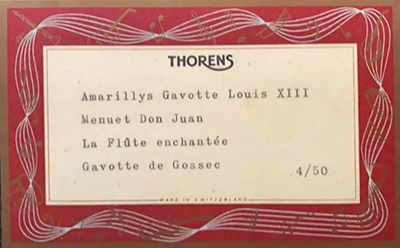 THORENS
Amarillys Gavotte Louis XIII
Menuet Don Juan
La Flûte enchantée
Gavotte de Gossec 4/50
MADE IN SWITZERLAND